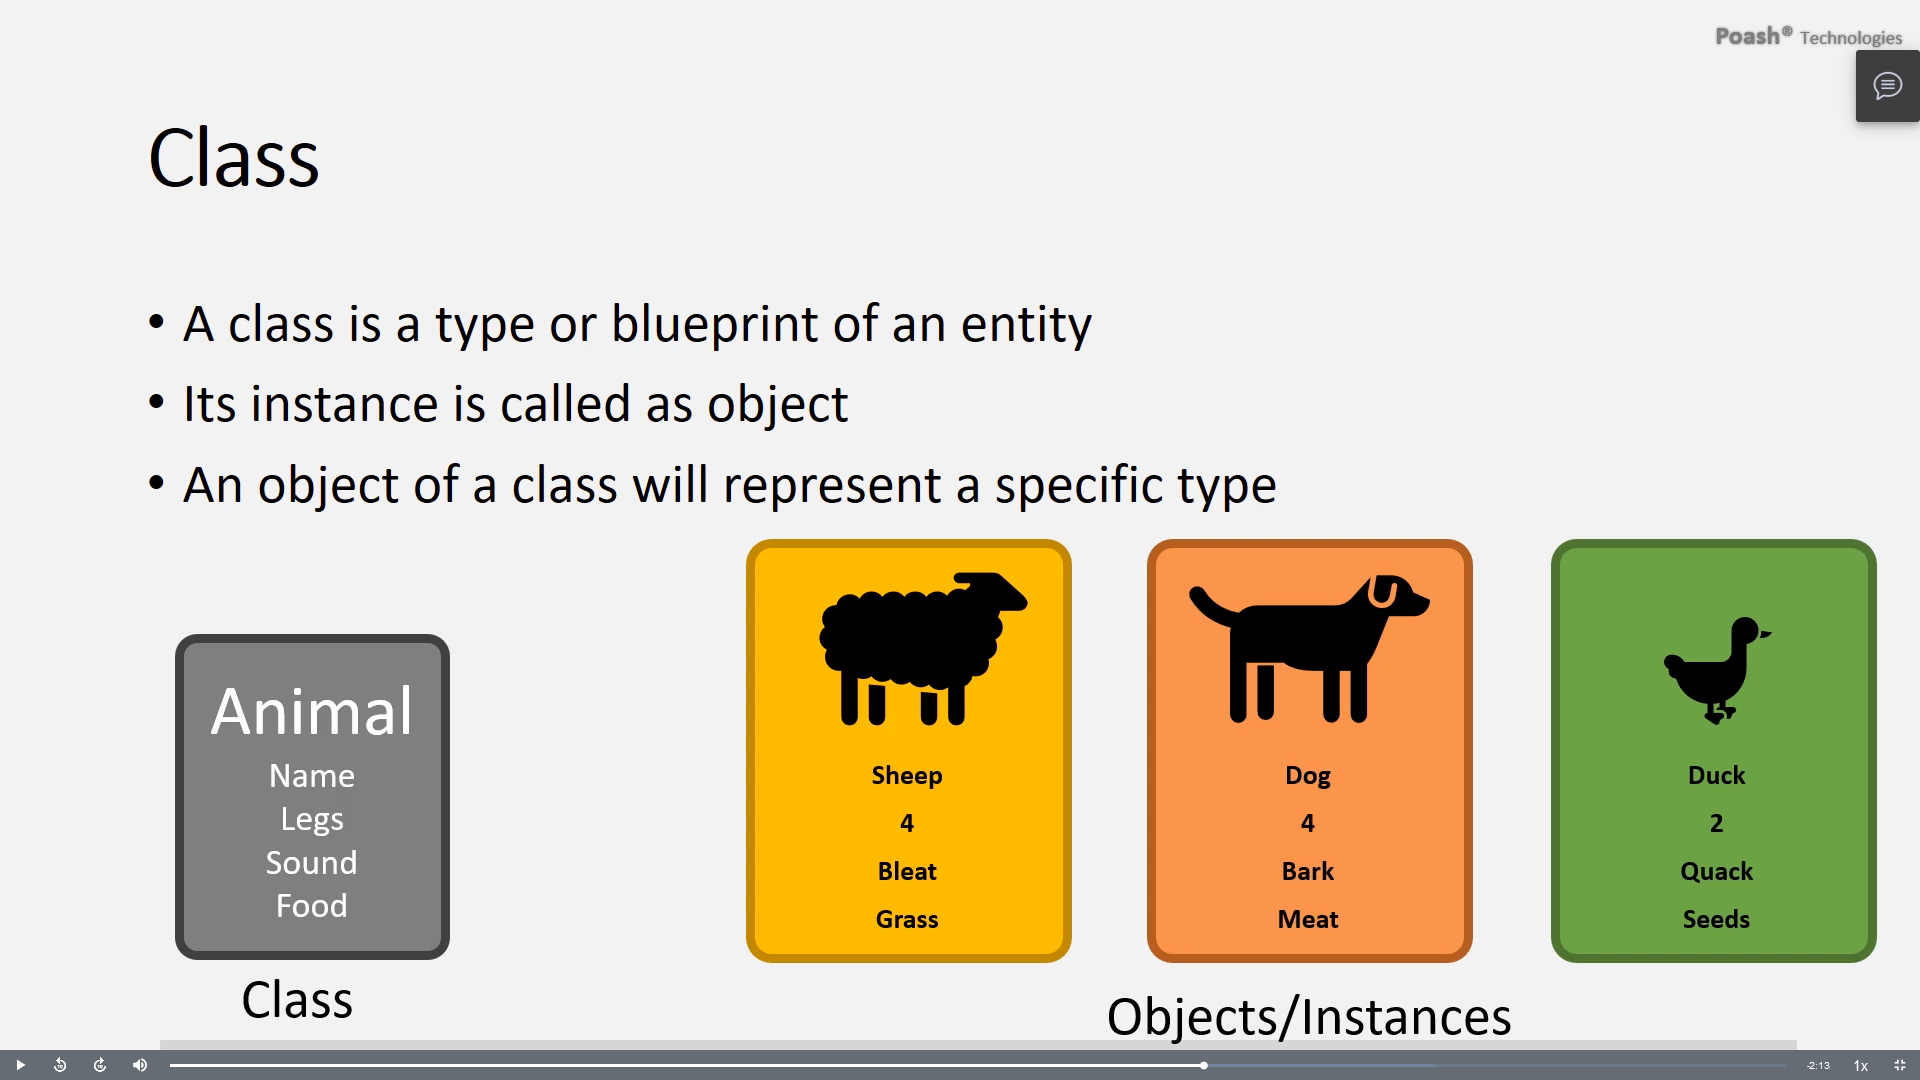 Poash® Technologies
Class
• A class is a type or blueprint of an entity
• Its instance is called as object
• An object of a class will represent a specific type
Animal
Name
Legs
Sound
Food
Class
Sheep
4
Bleat
Grass
Dog
4
Bark
Meat
Duck
2
Quack
Seeds
Objects/Instances
-2:13
1x